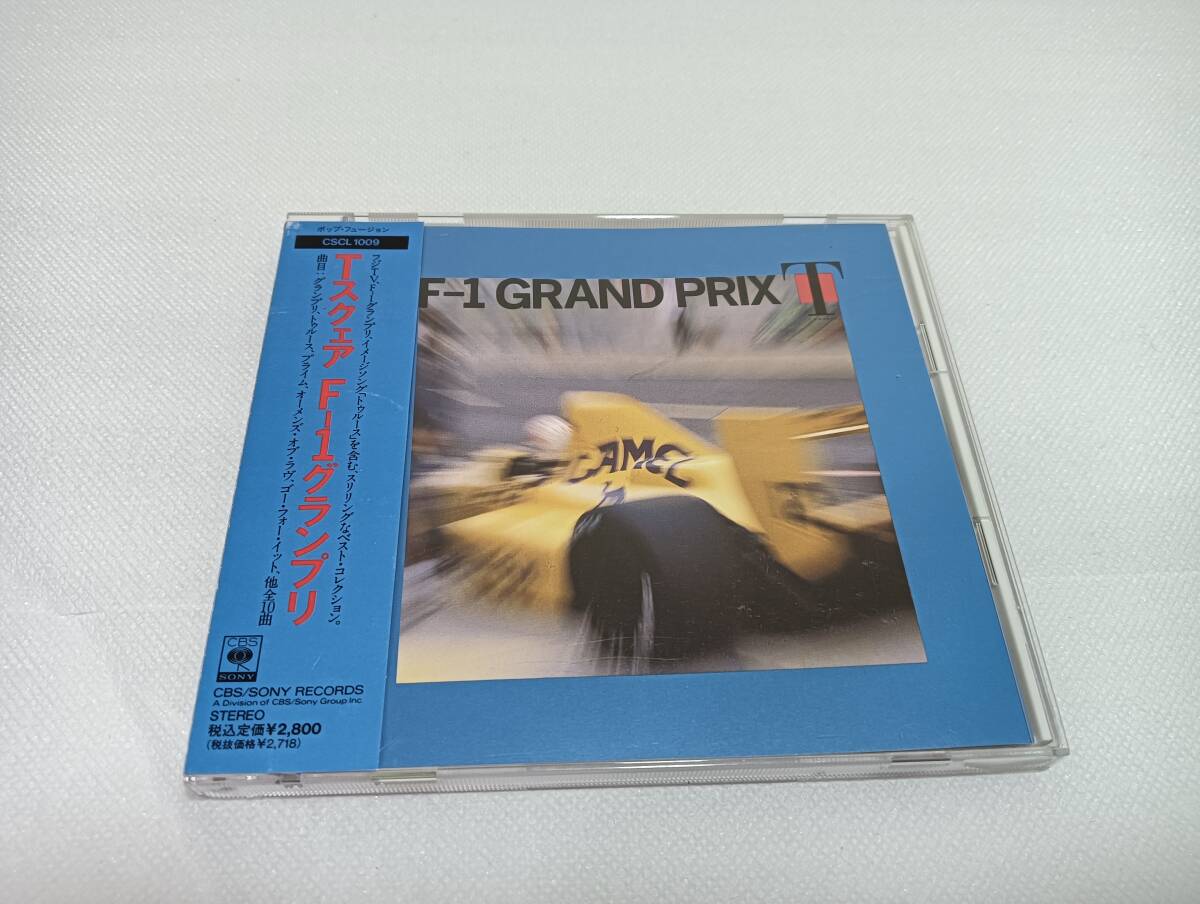 ポップ・フュージョン
CSCL 1009
フジTV、F-1グランプリ、イメージソング「トゥルース」を含む、スリリングなベスト・コレクション。
Tスクェア F-1グランプリ
曲目:グランプリ、トゥルース、プライム、オーメンズ・オブ・ラヴ、ゴー・フォー・イット、他全10曲
CBS
SONY
CBS/SONY RECORDS
A Division of CBS/Sony Group Inc.
STEREO
税込定価¥2,800
(税抜価格¥2,718)
F-1 GRAND PRIX T
CAMEL